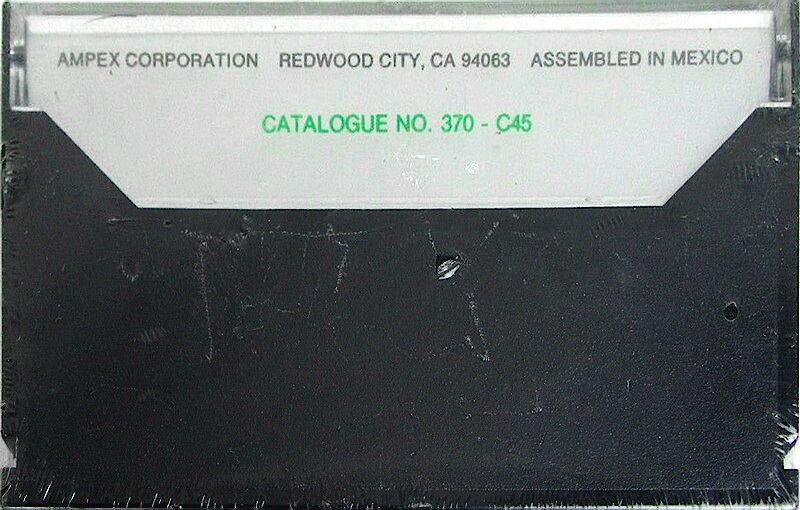 AMPEX CORPORATION REDWOOD CITY, CA 94063 ASSEMBLED IN MEXICO
CATALOGUE NO. 370 - C45